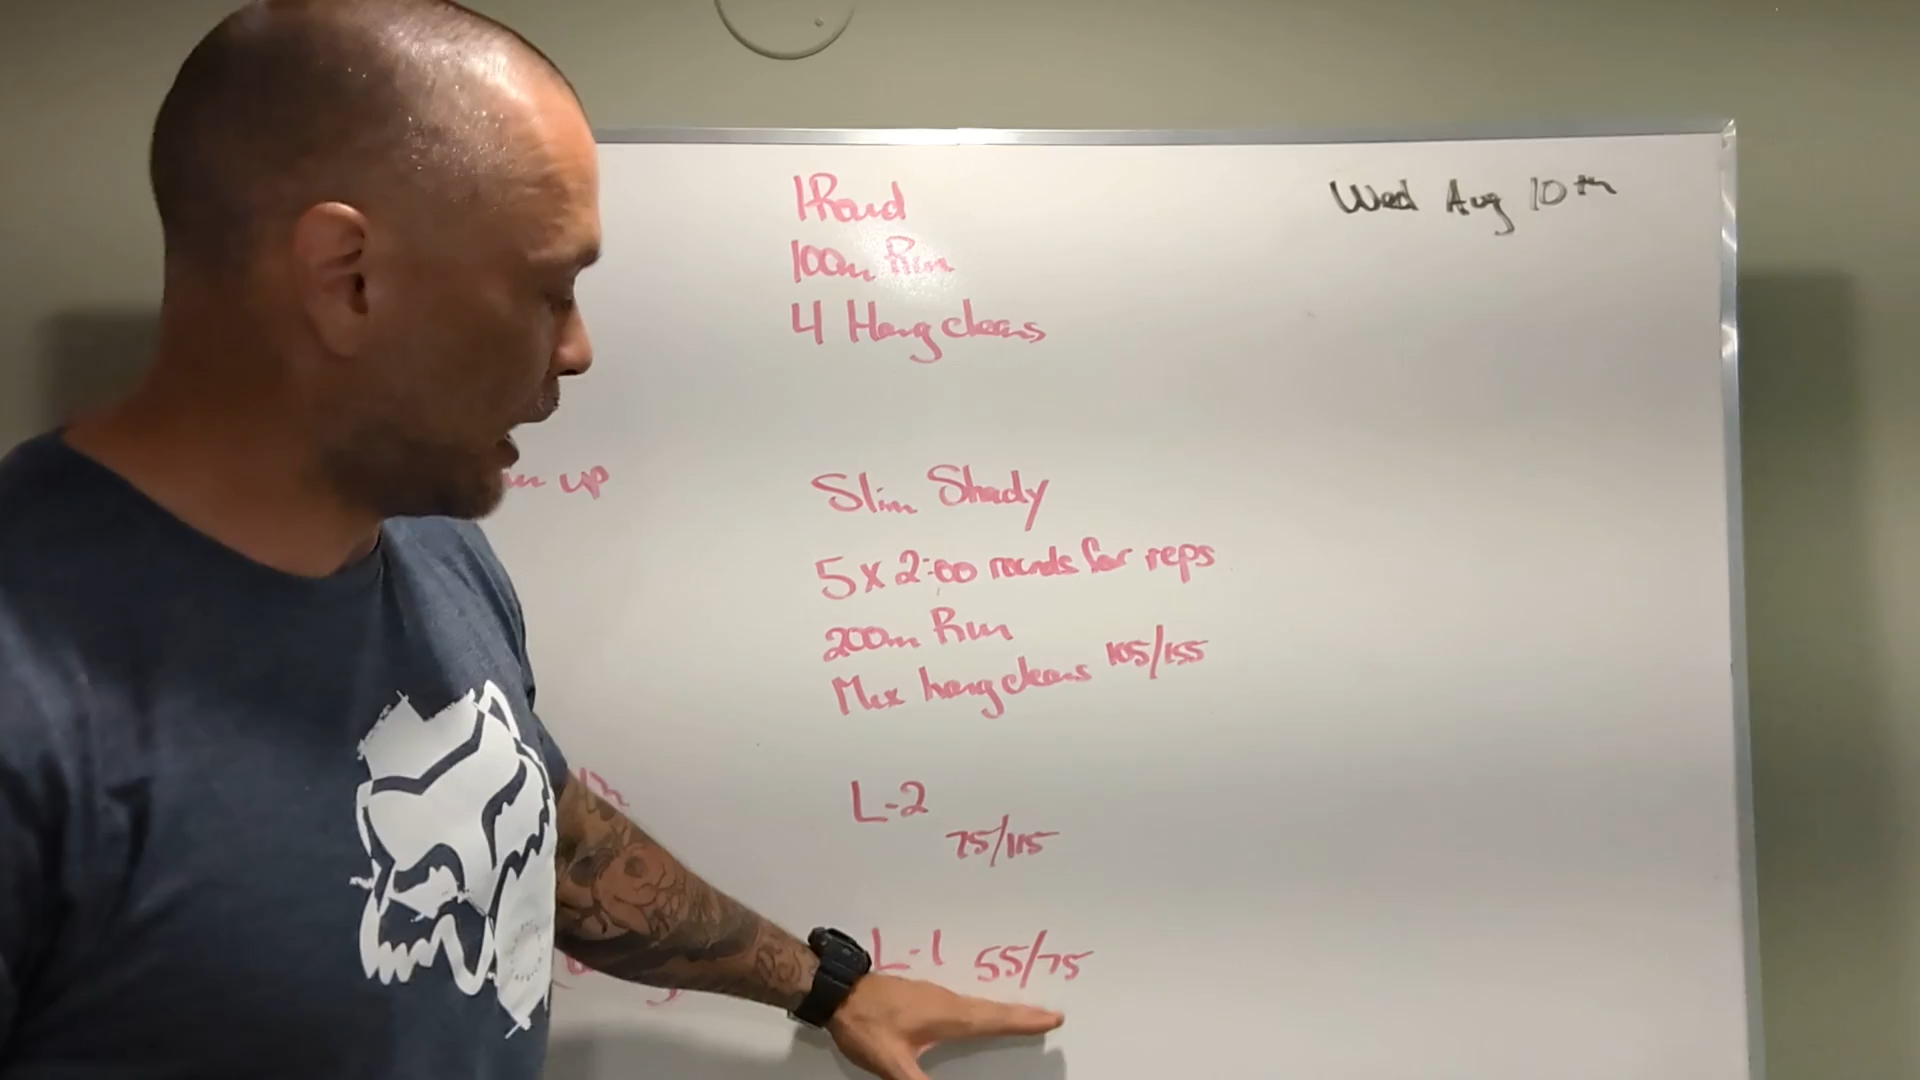 1 Round
100m Run
4 Hang cleans
Wed Aug 10th
up
Slim Shady
5 x 2:00 rounds for reps
200m Run
Max hang cleans 105/155
L-2
75/115
L-1 55/75